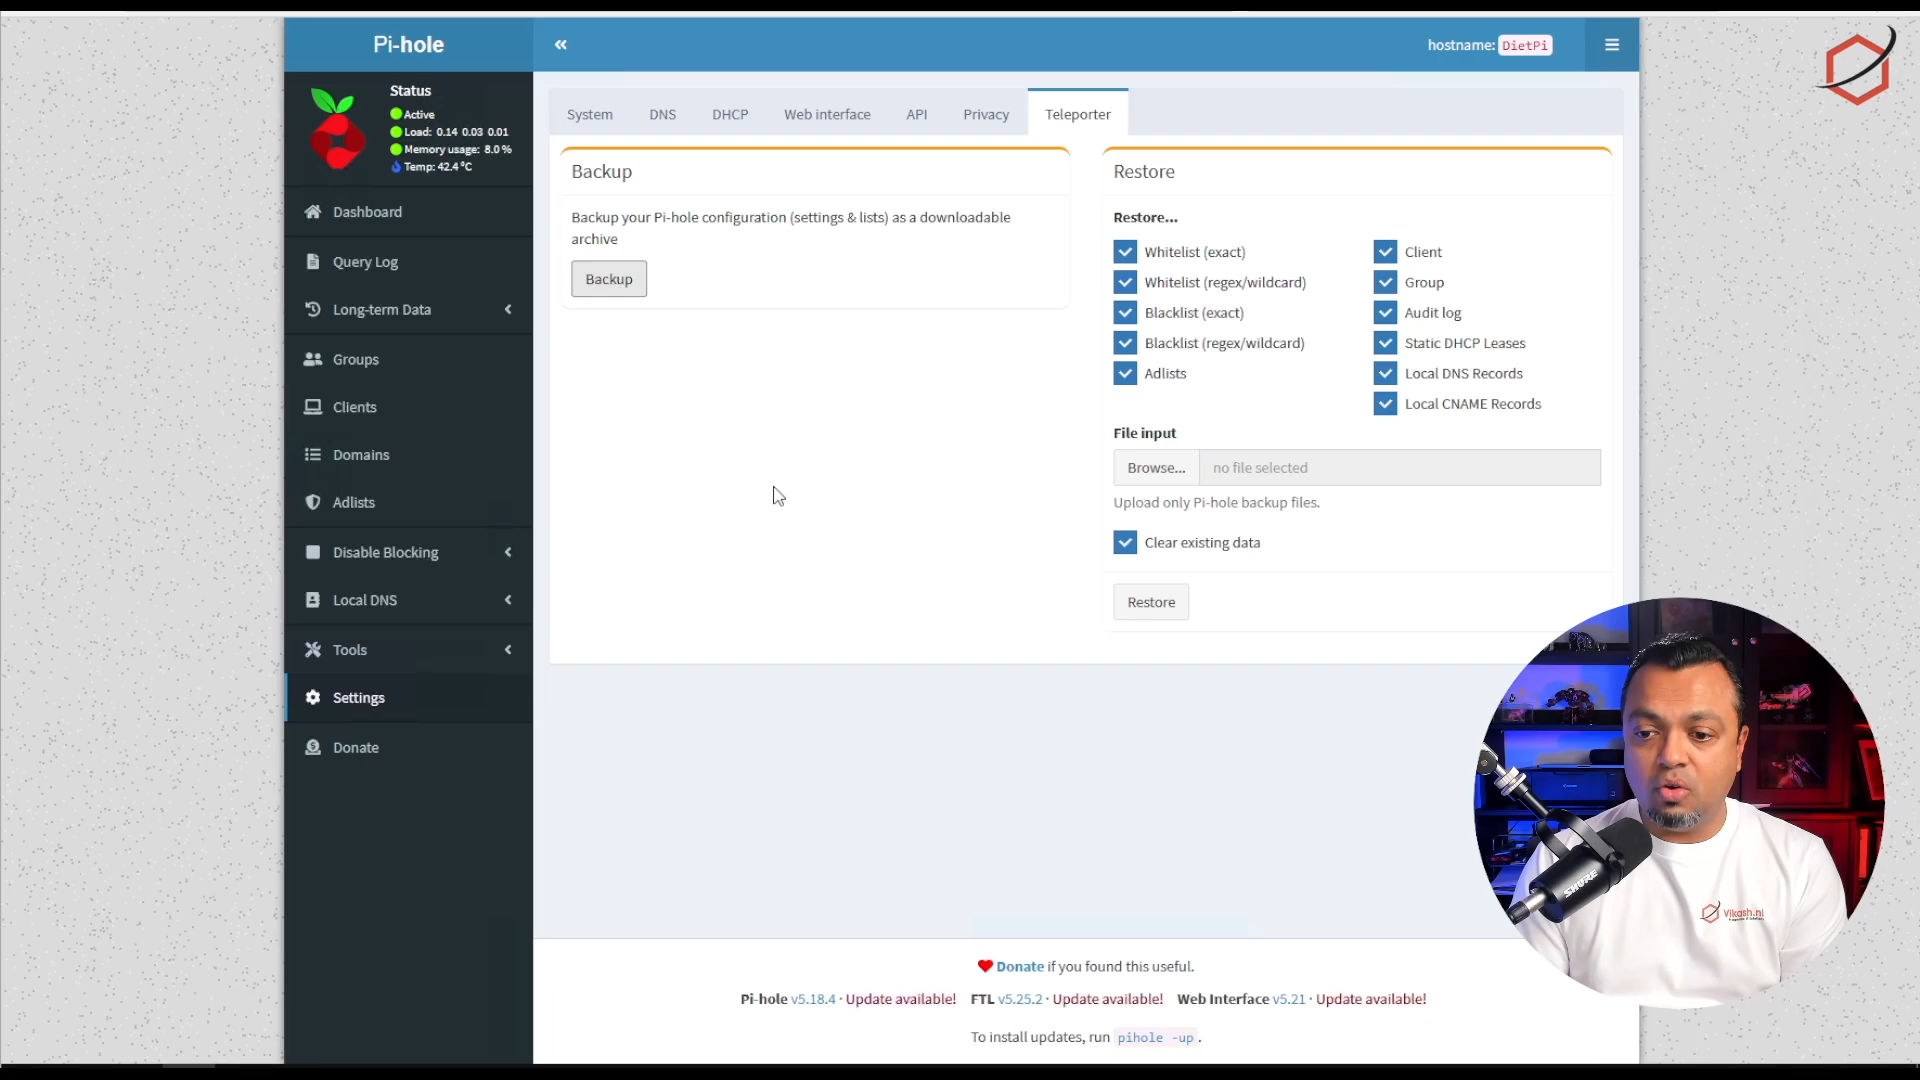 Pi-hole
hostname: DietPi
Status
Active
Load: 0.14 0.03 0.01
Memory usage: 8.0 %
Temp: 42.4 °C
Dashboard
Query Log
Long-term Data
Groups
Clients
Domains
Adlists
Disable Blocking
Local DNS
Tools
Settings
Donate
System DNS DHCP Web interface API Privacy Teleporter
Backup
Backup your Pi-hole configuration (settings & lists) as a downloadable
archive
Backup
Restore
Restore...
Whitelist (exact)
Whitelist (regex/wildcard)
Blacklist (exact)
Blacklist (regex/wildcard)
Adlists
Client
Group
Audit log
Static DHCP Leases
Local DNS Records
Local CNAME Records
File input
Browse... no file selected
Upload only Pi-hole backup files.
Clear existing data
Restore
SHURE
Vikash.nl
Donate if you found this useful.
Pi-hole v5.18.4 · Update available! FTL v5.25.2 · Update available! Web Interface v5.21 · Update available!
To install updates, run pihole -up.